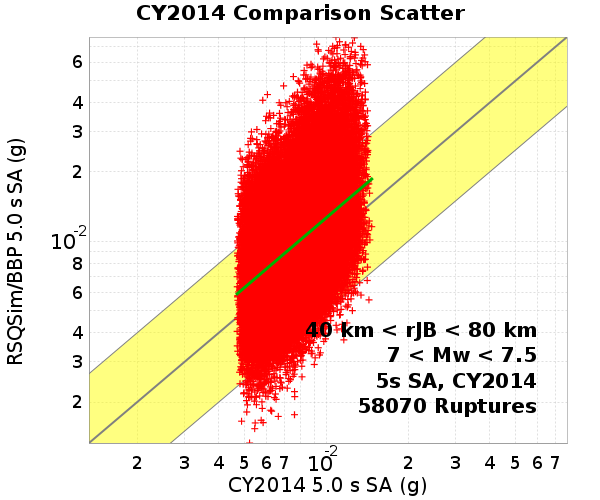 CY2014 Comparison Scatter
RSQSim/BBP 5.0 s SA (g)
6
4
3
2
10-2
8
6
4
3
2
40 km < rJB < 80 km
7 < Mw < 7.5
5s SA, CY2014
58070 Ruptures
2 3 4 5 6 7 10-2 2 3 4 5 6 7
CY2014 5.0 s SA (g)